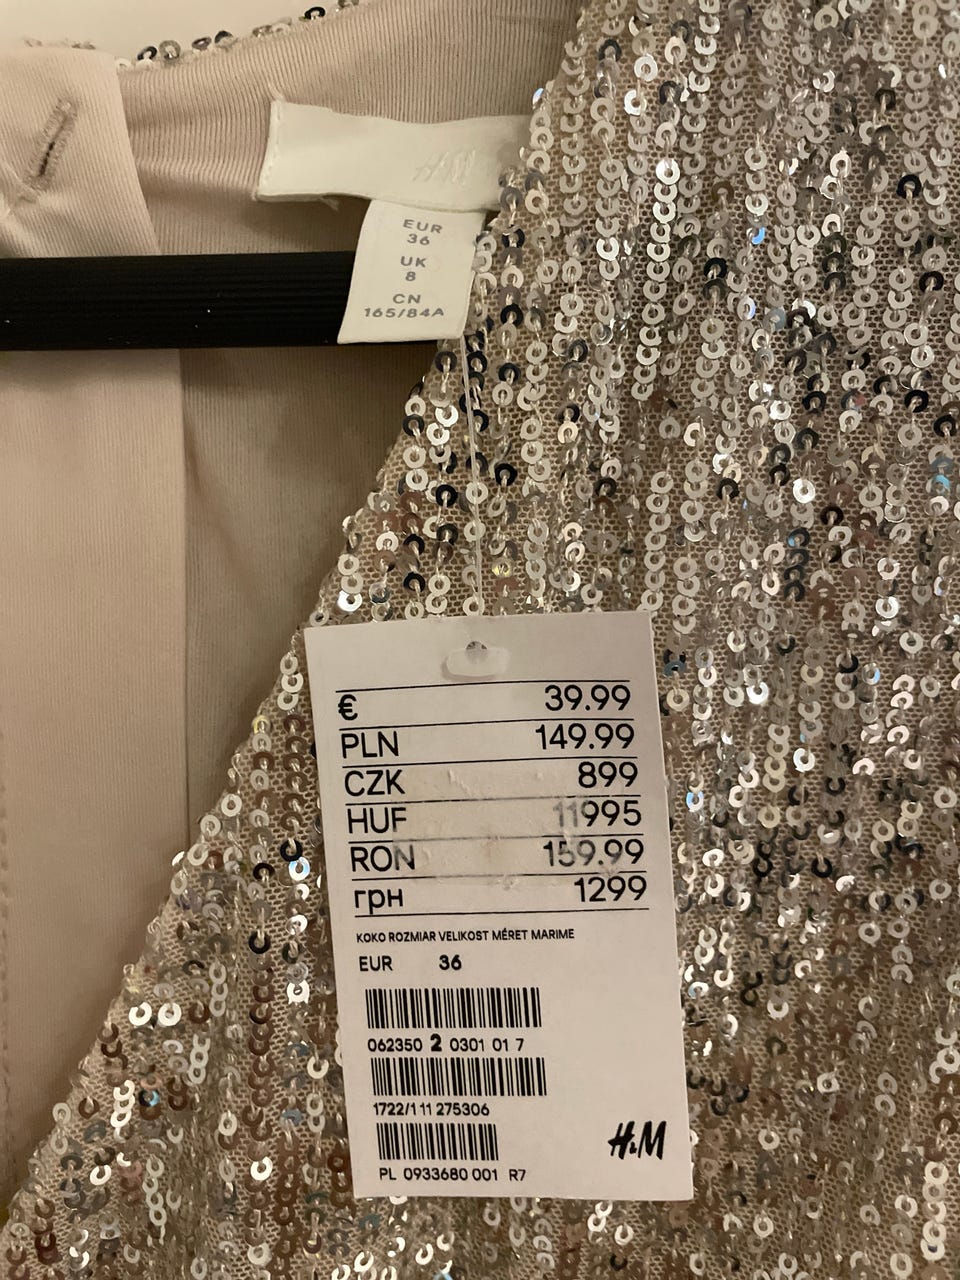 H&M
EUR
36
UK
8
CN
165/84A
€ 39.99
PLN 149.99
CZK 899
HUF 11995
RON 159.99
грн 1299
KOKO ROZMIAR VELIKOST MÉRET MARIME
EUR 36
062350 2 0301 01 7
1722/1 11 275306
H&M
PL 0933680 001 R7